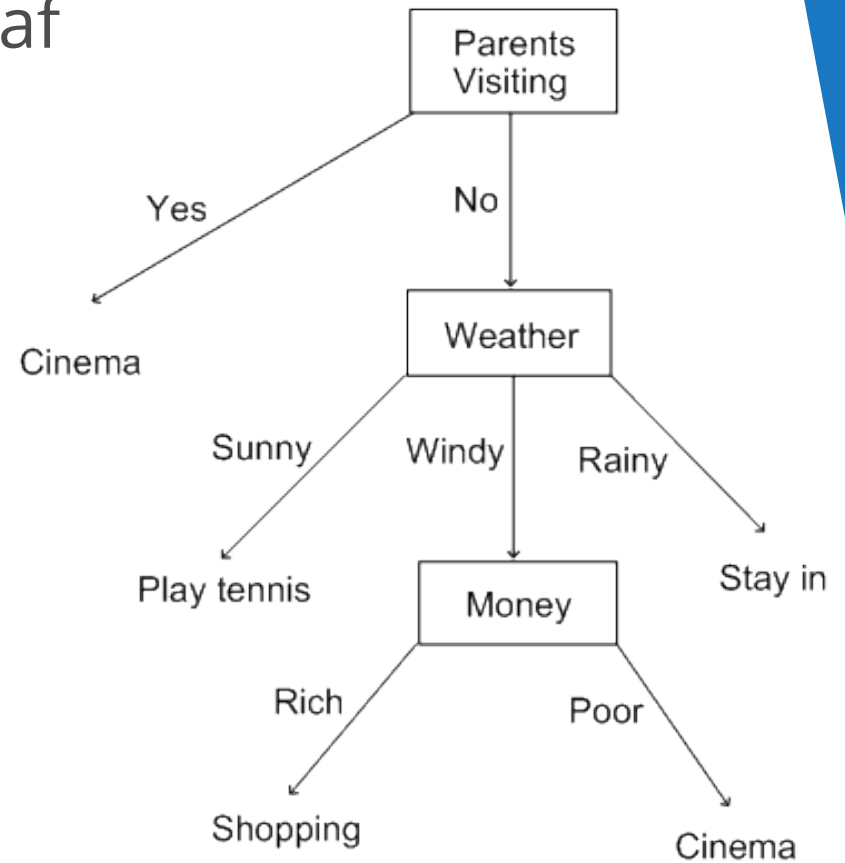 af
Parents
Visiting
Yes
No
Cinema
Weather
Sunny
Windy
Rainy
Play tennis
Stay in
Money
Rich
Poor
Shopping
Cinema